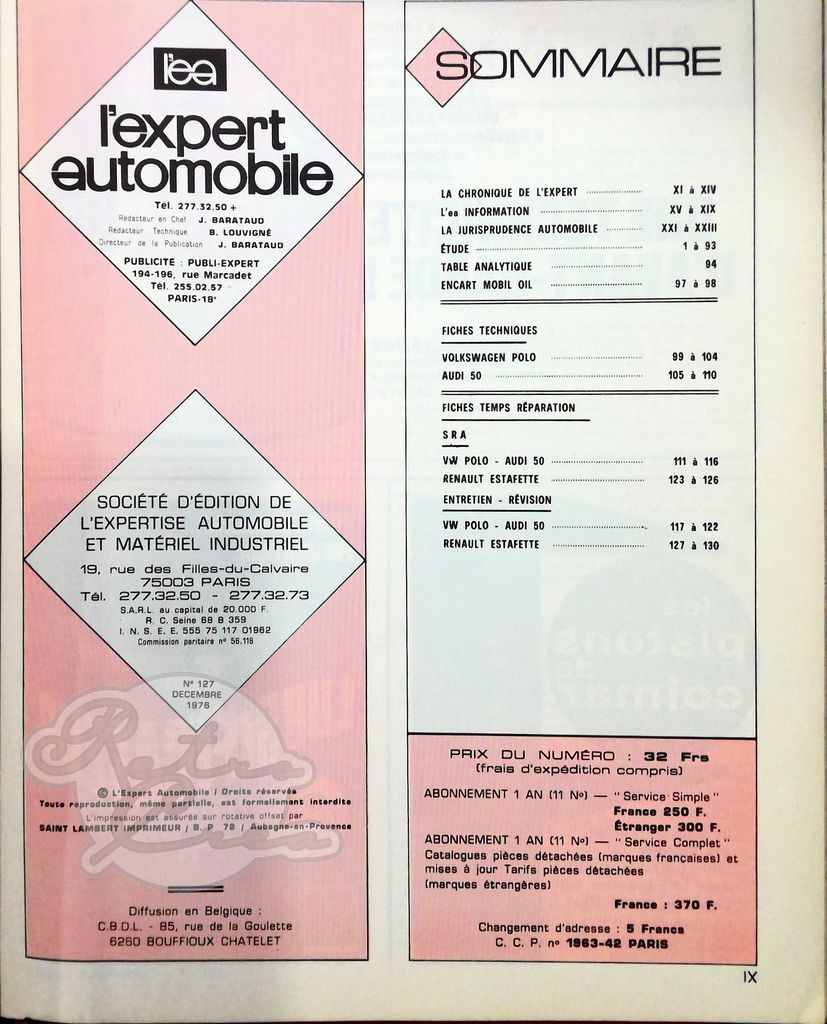 l'ea
l'expert
automobile
Tél. 277.32.50 +
Rédacteur en Chef J. BARATAUD
Rédacteur Technique B. LOUVIGNÉ
Directeur de la Publication J. BARATAUD
PUBLICITÉ : PUBLI-EXPERT
194-196, rue Marcadet
Tél. 255.02.57
PARIS-18e
SOCIÉTÉ D'ÉDITION DE
L'EXPERTISE AUTOMOBILE
ET MATÉRIEL INDUSTRIEL
19, rue des Filles-du-Calvaire
75003 PARIS
Tél. 277.32.50 - 277.32.73
S.A.R.L. au capital de 20.000 F.
R. C. Seine 68 B 359
I. N. S. E. E. 555 75 117 01962
Commission paritaire n° 56.116
N° 127
DECEMBRE
1976
Retro
© L'Expert Automobile / Droits réservés
Toute reproduction, même partielle, est formellement interdite
L'impression est assurée sur rotative offset par
SAINT LAMBERT IMPRIMEUR / B. P. 72 / Aubagne-en-Provence
Diffusion en Belgique :
C.B.D.L. - 85, rue de la Goulette
6260 BOUFFIOUX CHATELET
SOMMAIRE
LA CHRONIQUE DE L'EXPERT XI à XIV
L'ea INFORMATION XV à XIX
LA JURISPRUDENCE AUTOMOBILE XXI à XXIII
ÉTUDE 1 à 93
TABLE ANALYTIQUE 94
ENCART MOBIL OIL 97 à 98
FICHES TECHNIQUES
VOLKSWAGEN POLO 99 à 104
AUDI 50 105 à 110
FICHES TEMPS RÉPARATION
S R A
VW POLO - AUDI 50 111 à 116
RENAULT ESTAFETTE 123 à 126
ENTRETIEN - RÉVISION
VW POLO - AUDI 50 117 à 122
RENAULT ESTAFETTE 127 à 130
PRIX DU NUMÉRO : 32 Frs
(frais d'expédition compris)
ABONNEMENT 1 AN (11 Nos) — "Service Simple"
France 250 F.
Étranger 300 F.
ABONNEMENT 1 AN (11 Nos) — "Service Complet"
Catalogues pièces détachées (marques françaises) et
mises à jour Tarifs pièces détachées
(marques étrangères)
France : 370 F.
Changement d'adresse : 5 Francs
C. C. P. no 1963-42 PARIS
IX